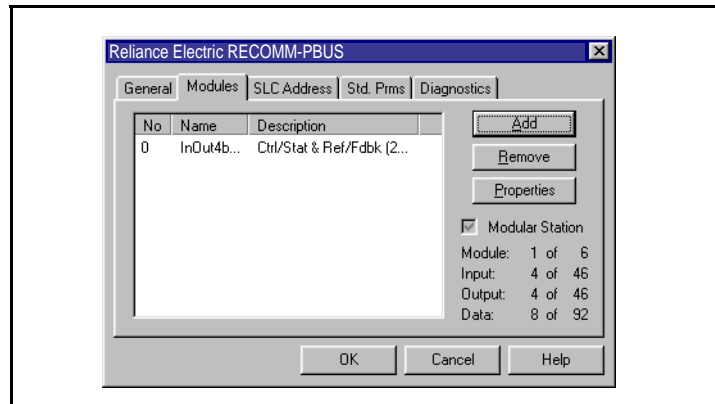 Reliance Electric RECOMM-PBUS
General Modules SLC Address Std. Prms Diagnostics
No Name Description
0 InOut4b... Ctrl/Stat & Ref/Fdbk (2...
Add
Remove
Properties
Modular Station
Module: 1 of 6
Input: 4 of 46
Output: 4 of 46
Data: 8 of 92
OK Cancel Help